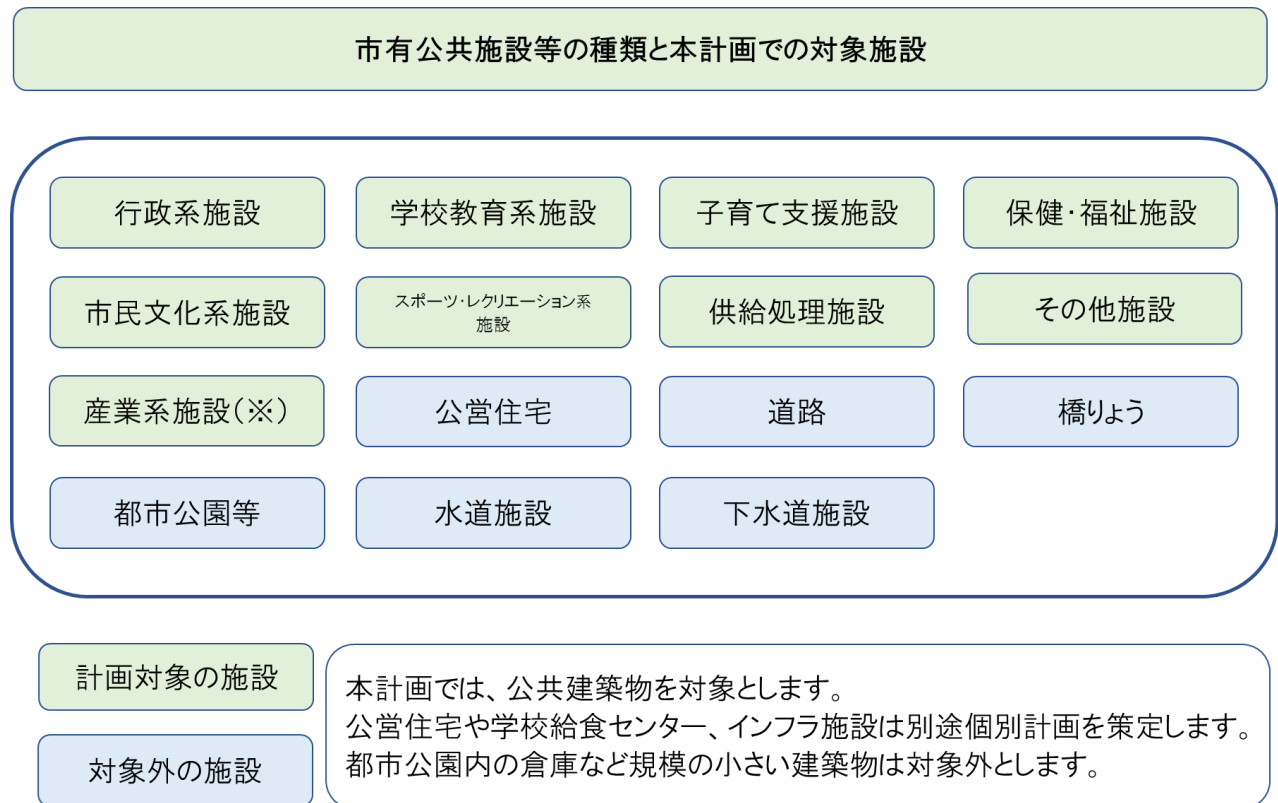 市有公共施設等の種類と本計画での対象施設
行政系施設
学校教育系施設
子育て支援施設
保健・福祉施設
市民文化系施設
スポーツ・レクリエーション系
施設
供給処理施設
その他施設
産業系施設(※)
公営住宅
道路
橋りょう
都市公園等
水道施設
下水道施設
計画対象の施設
対象外の施設
本計画では、公共建築物を対象とします。
公営住宅や学校給食センター、インフラ施設は別途個別計画を策定します。
都市公園内の倉庫など規模の小さい建築物は対象外とします。